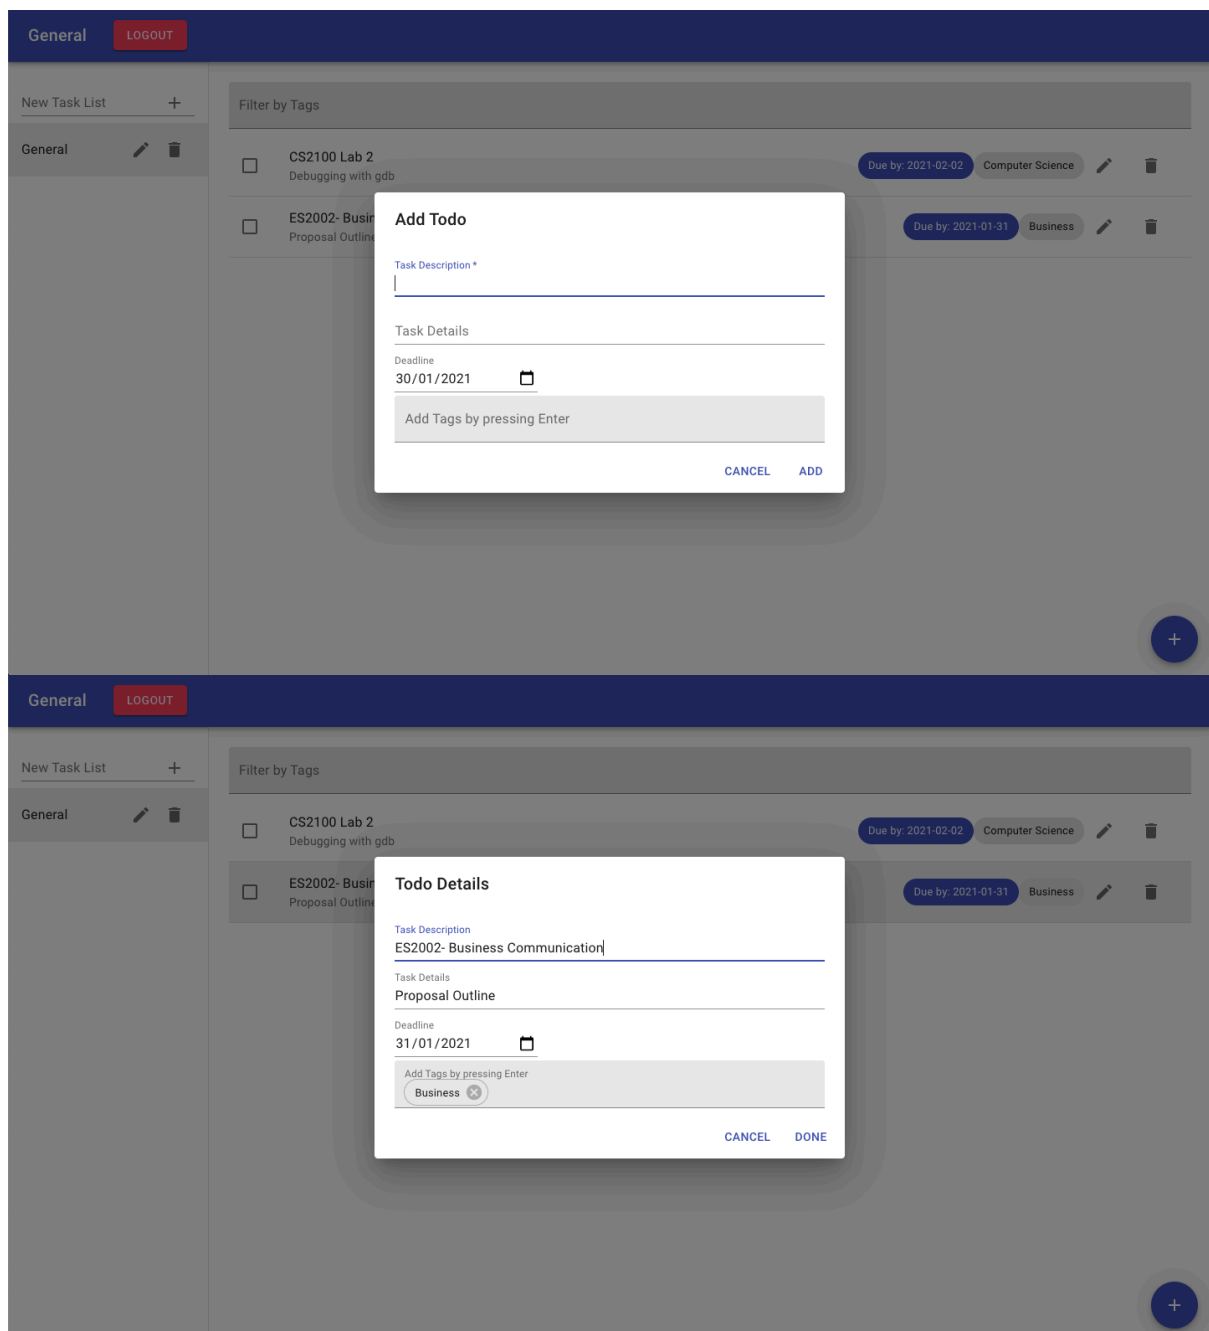 General LOGOUT
New Task List +
Filter by Tags
General
CS2100 Lab 2
Debugging with gdb
Due by: 2021-02-02 Computer Science
ES2002- Busin
Proposal Outline
Due by: 2021-01-31 Business
Add Todo
Task Description *
Task Details
Deadline
30/01/2021
Add Tags by pressing Enter
CANCEL ADD
+
General LOGOUT
New Task List +
Filter by Tags
General
CS2100 Lab 2
Debugging with gdb
Due by: 2021-02-02 Computer Science
ES2002- Busin
Proposal Outline
Due by: 2021-01-31 Business
Todo Details
Task Description
ES2002- Business Communication
Task Details
Proposal Outline
Deadline
31/01/2021
Add Tags by pressing Enter
Business
CANCEL DONE
+